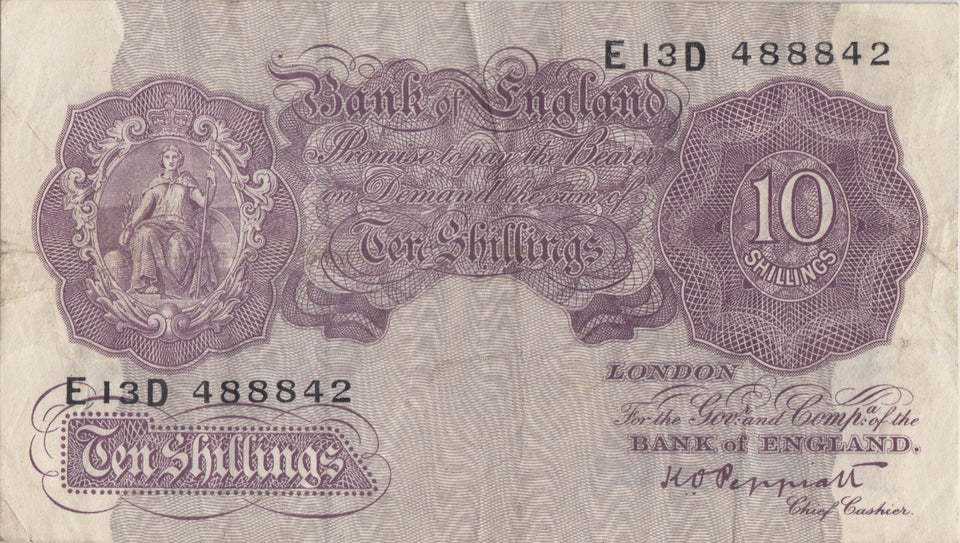 E13D 488842
Bank of England
Promise to pay the Bearer
on Demand the sum of
Ten Shillings
10
SHILLINGS
E13D 488842
Ten Shillings
LONDON
For the Govr. and Compa. of the
BANK of ENGLAND.
K O Peppiatt
Chief Cashier.